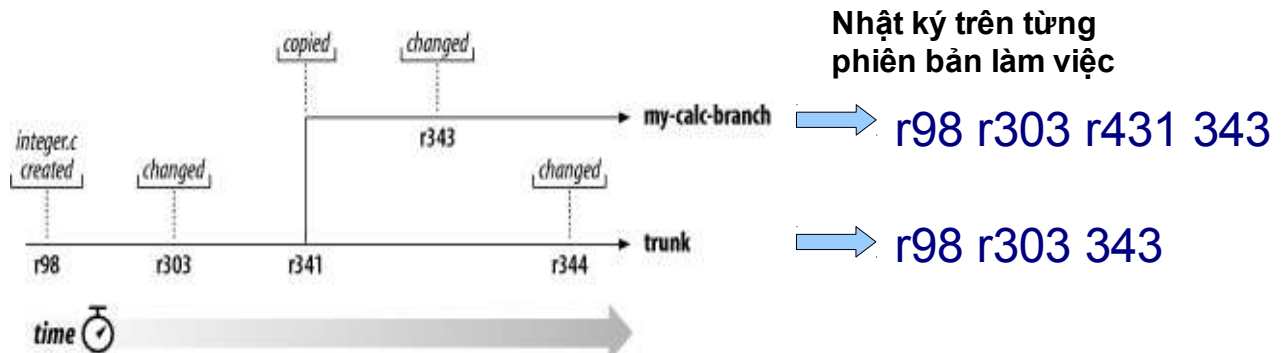 Nhật ký trên từng
phiên bản làm việc
copied
changed
my-calc-branch
r98 r303 r431 343
r343
integer.c
created
changed
changed
trunk
r98 r303 343
r98
r303
r341
r344
time